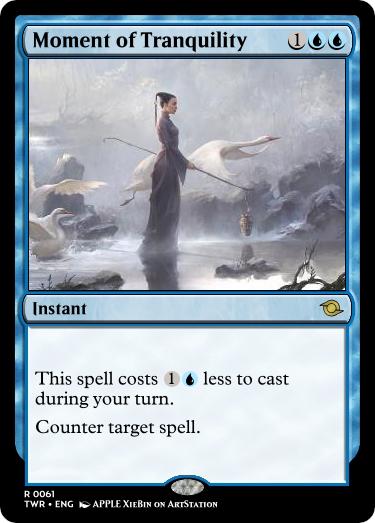 Moment of Tranquility 1
Instant
This spell costs 1 less to cast
during your turn.
Counter target spell.
R 0061
TWR • ENG APPLE XIEBIN ON ARTSTATION